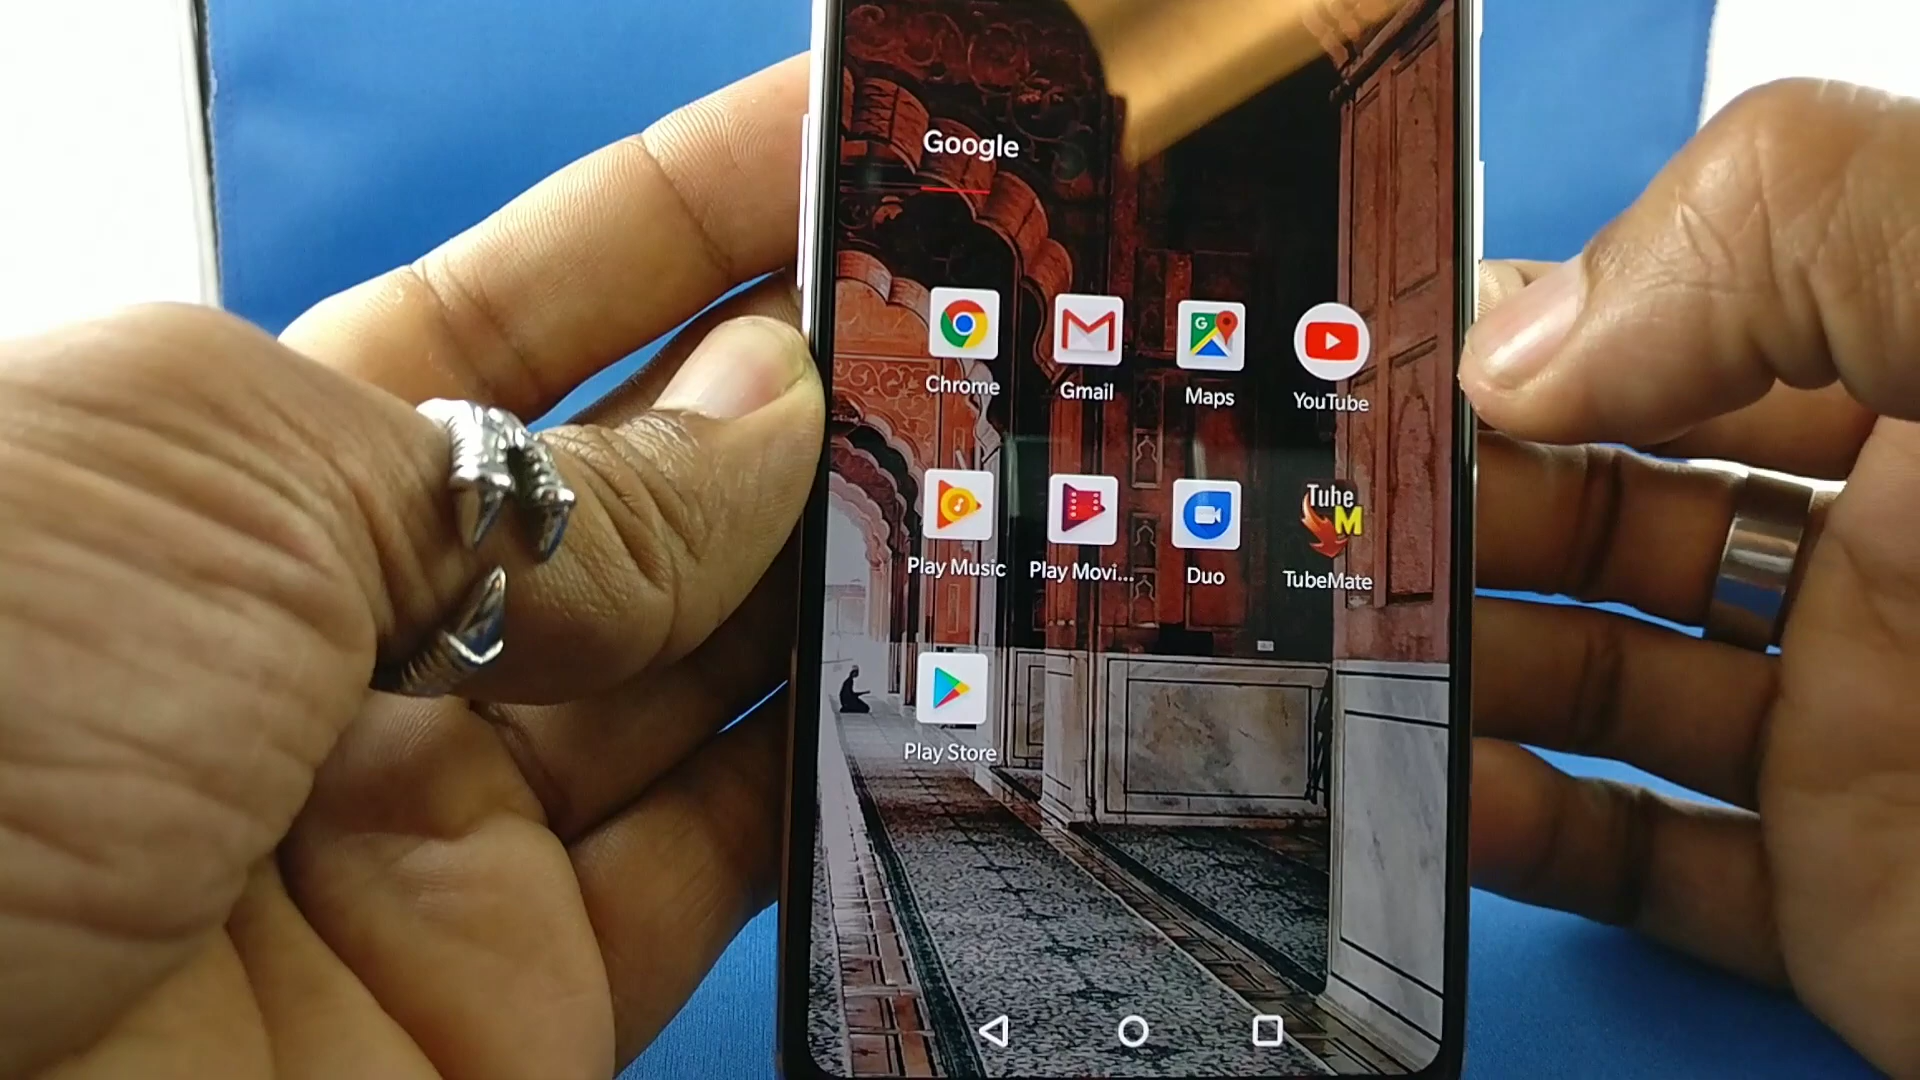 Google
Chrome
Gmail
G
Maps
YouTube
Play Music
Play Movi...
Duo
Tube
M
TubeMate
Play Store